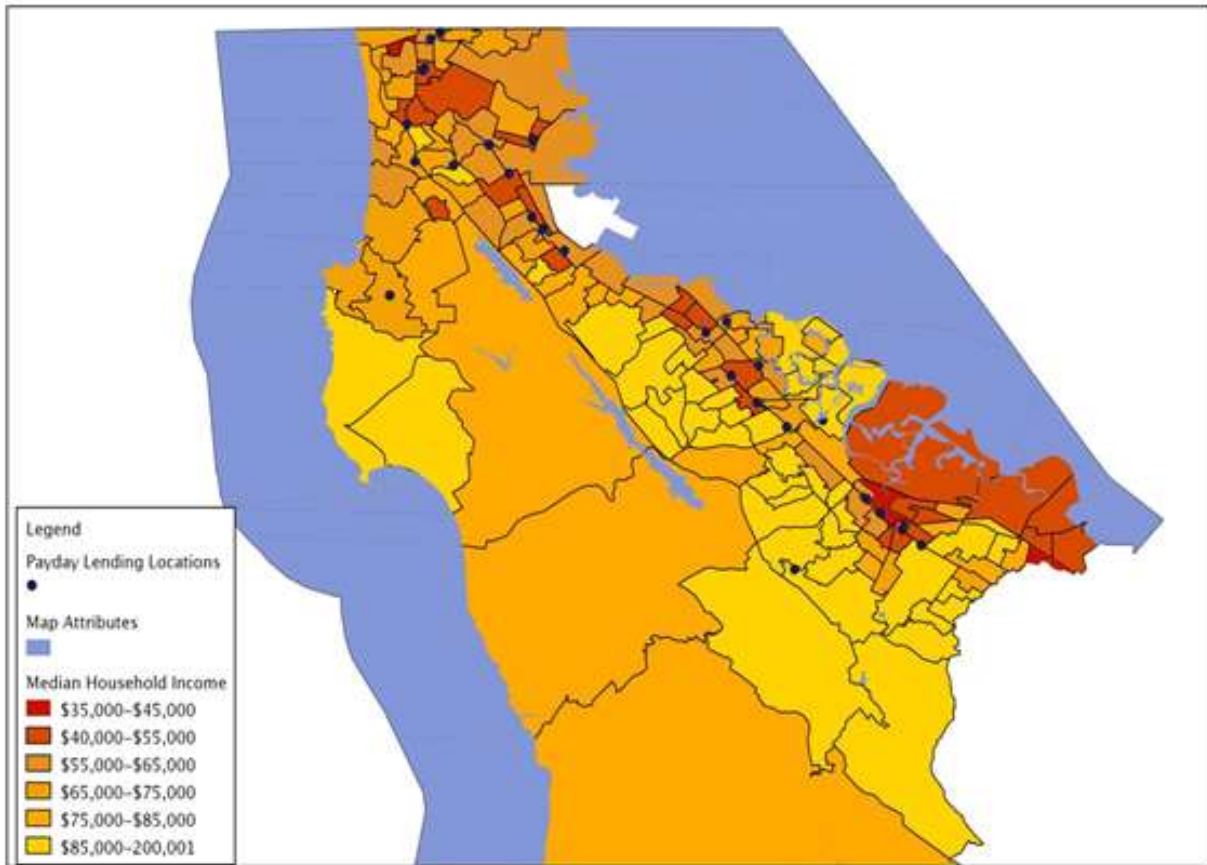 Legend
Payday Lending Locations
Map Attributes
Median Household Income
$35,000-$45,000
$40,000-$55,000
$55,000-$65,000
$65,000-$75,000
$75,000-$85,000
$85,000-200,001